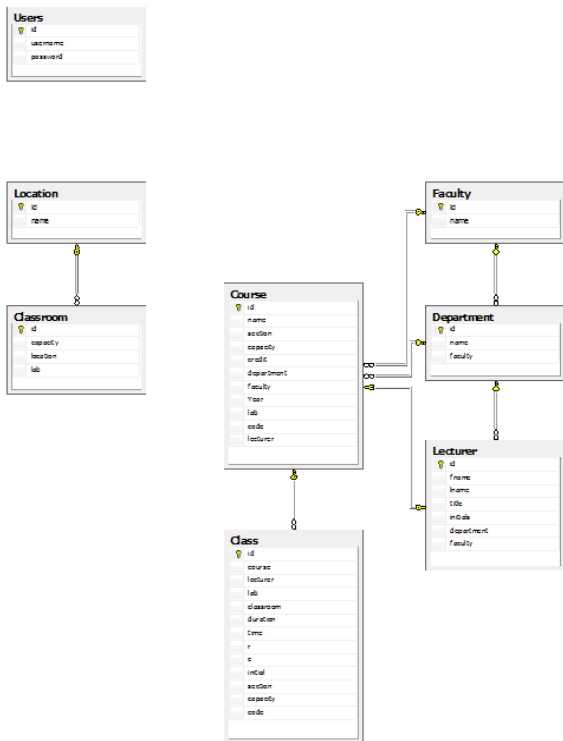 Users
id
username
password
Location
id
name
Faculty
id
name
Classroom
id
capacity
location
lab
Course
id
name
section
capacity
credit
department
faculty
Year
lab
code
lecturer
Department
id
name
faculty
Lecturer
id
fname
lname
title
initials
department
faculty
Class
id
course
lecturer
lab
classroom
duration
time
r
c
initial
section
capacity
code